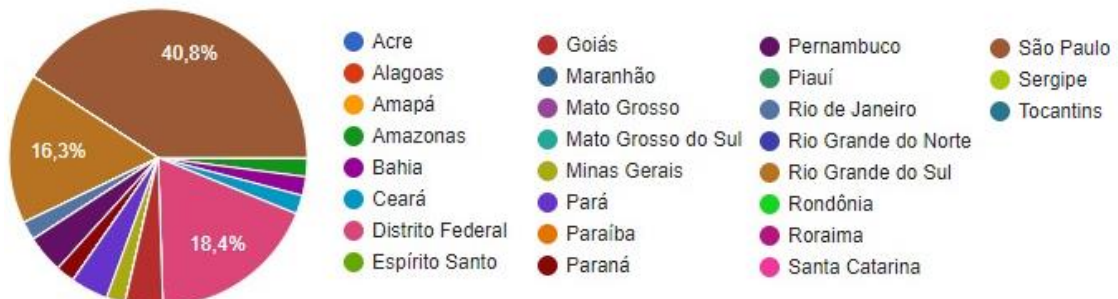 40,8%
16,3%
18,4%
Acre
Alagoas
Amapá
Amazonas
Bahia
Ceará
Distrito Federal
Espírito Santo
Goiás
Maranhão
Mato Grosso
Mato Grosso do Sul
Minas Gerais
Pará
Paraíba
Paraná
Pernambuco
Piauí
Rio de Janeiro
Rio Grande do Norte
Rio Grande do Sul
Rondônia
Roraima
Santa Catarina
São Paulo
Sergipe
Tocantins